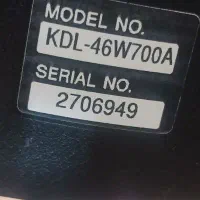 MODEL NO.
KDL-46W700A
SERIAL NO.
2706949